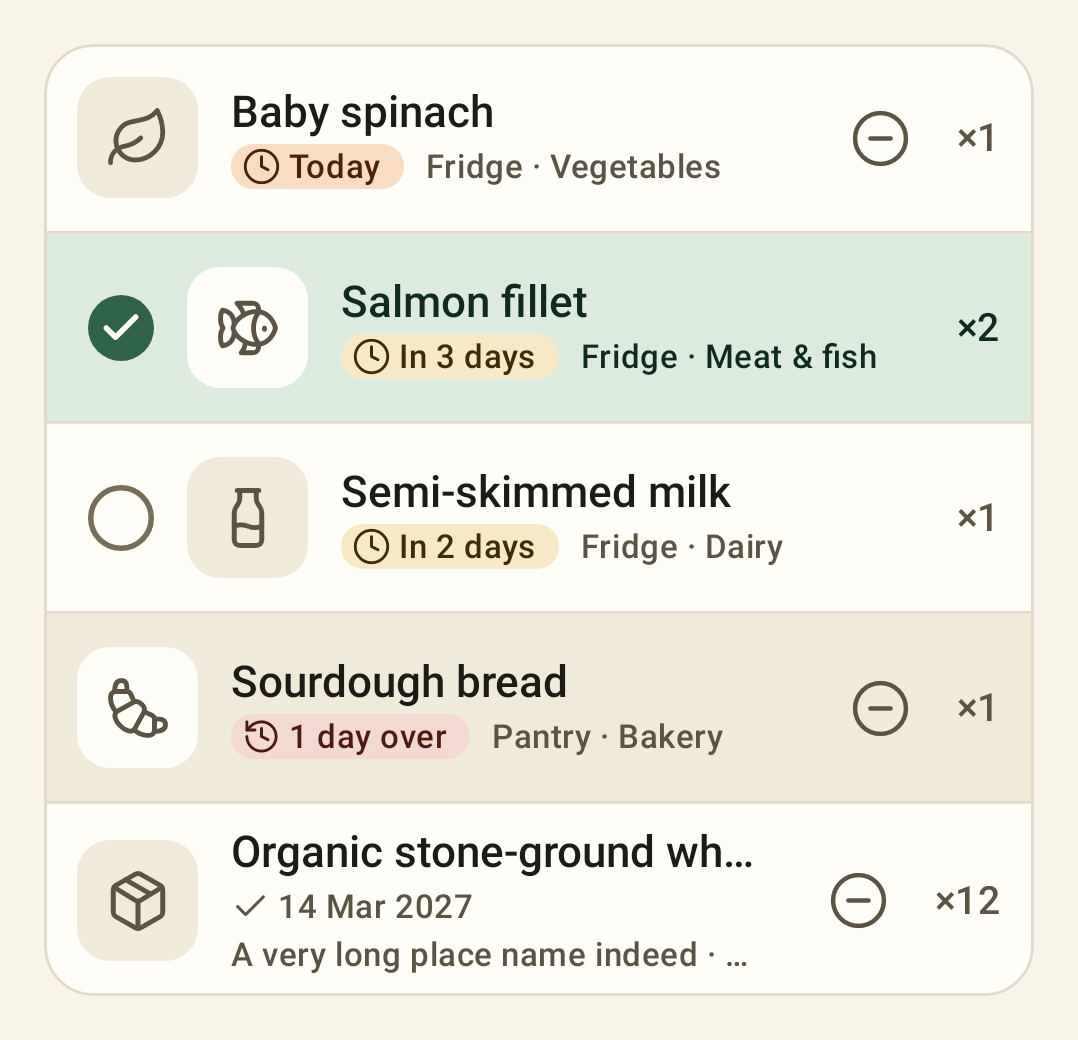 Baby spinach
Today Fridge · Vegetables
×1
Salmon fillet
In 3 days Fridge · Meat & fish
×2
Semi-skimmed milk
In 2 days Fridge · Dairy
×1
Sourdough bread
1 day over Pantry · Bakery
×1
Organic stone-ground wh…
14 Mar 2027
A very long place name indeed · …
×12